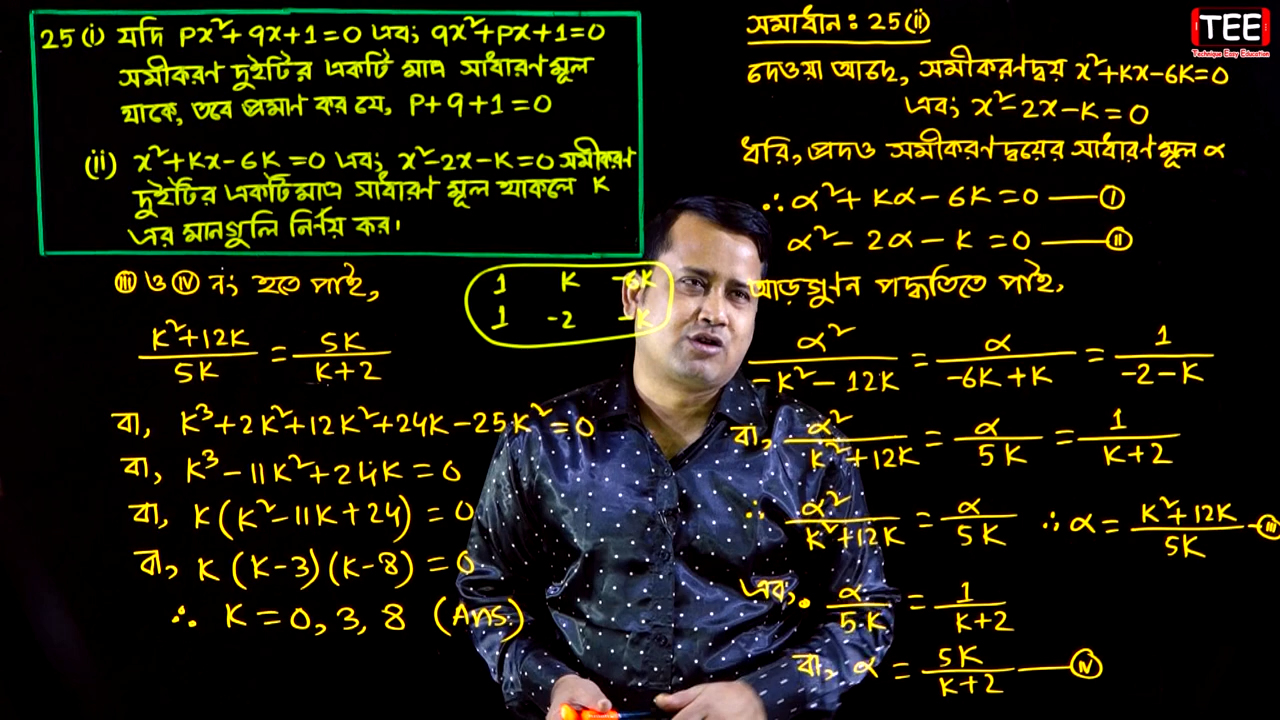 25 (i) যদি px²+qx+1=0 এবং qx²+px+1=0
সমীকরণ দুইটির একটি মাত্র সাধারণ মূল
থাকে, তবে প্রমাণ কর যে, p+q+1=0
(ii) x²+Kx-6K=0 এবং x²-2x-K=0 সমীকরণ
দুইটির একটি মাত্র সাধারণ মূল থাকলে K
এর মানগুলি নির্ণয় কর।
(iii) ও (iv) নং হতে পাই,
1 K -6K
1 -2 -K
K²+12K/5K = 5K/K+2
বা, K³+2K²+12K²+24K-25K²=0
বা, K³-11K²+24K=0
বা, K(K²-11K+24)=0
বা, K(K-3)(K-8)=0
∴ K=0, 3, 8 (Ans.)
TEE
Technique Easy Education
সমাধান: 25(ii)
দেওয়া আছে, সমীকরণদ্বয় x²+Kx-6K=0
এবং x²-2x-K=0
ধরি, প্রদত্ত সমীকরণদ্বয়ের সাধারণ মূল α
∴ α²+Kα-6K=0 —(i)
α²-2α-K=0 —(ii)
আড়গুণন পদ্ধতিতে পাই,
α²/-K²-12K = α/-6K+K = 1/-2-K
বা, α²/K²+12K = α/5K = 1/K+2
∴ α²/K²+12K = α/5K ∴ α = K²+12K/5K —(iii)
এবং, α/5K = 1/K+2
বা, α = 5K/K+2 —(iv)